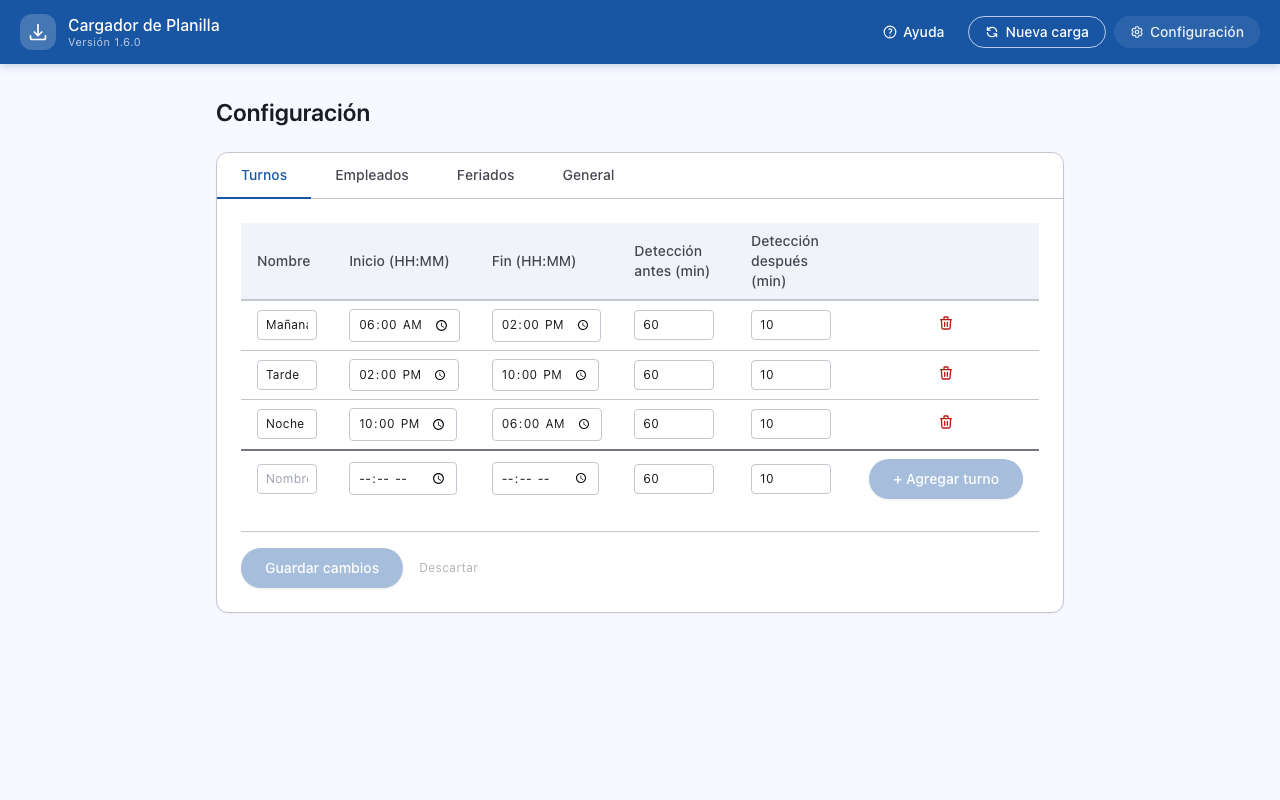 Cargador de Planilla
Versión 1.6.0
Ayuda
Nueva carga
Configuración
Configuración
Turnos Empleados Feriados General
Nombre Inicio (HH:MM) Fin (HH:MM) Detección antes (min) Detección después (min)
Mañana 06:00 AM 02:00 PM 60 10
Tarde 02:00 PM 10:00 PM 60 10
Noche 10:00 PM 06:00 AM 60 10
Nombre --:-- -- --:-- -- 60 10 + Agregar turno
Guardar cambios Descartar